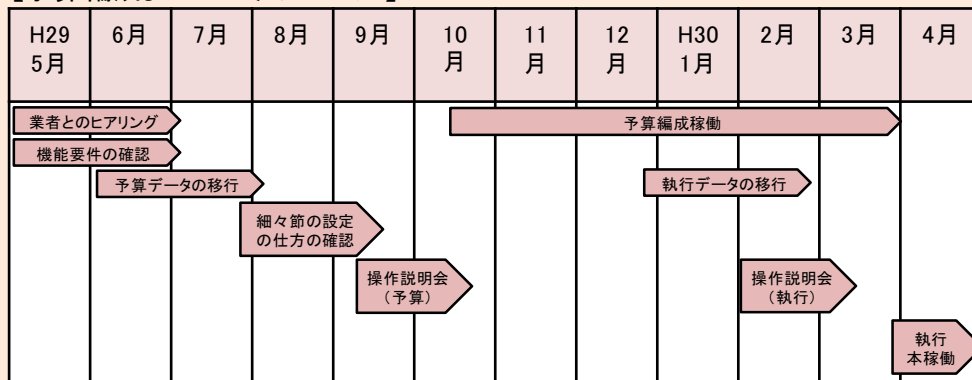 H29
5月
6月
7月
8月
9月
10
月
11
月
12
月
H30
1月
2月
3月
4月
業者とのヒアリング
予算編成稼働
機能要件の確認
予算データの移行
執行データの移行
細々節の設定
の仕方の確認
操作説明会
（予算）
操作説明会
（執行）
執行
本稼働